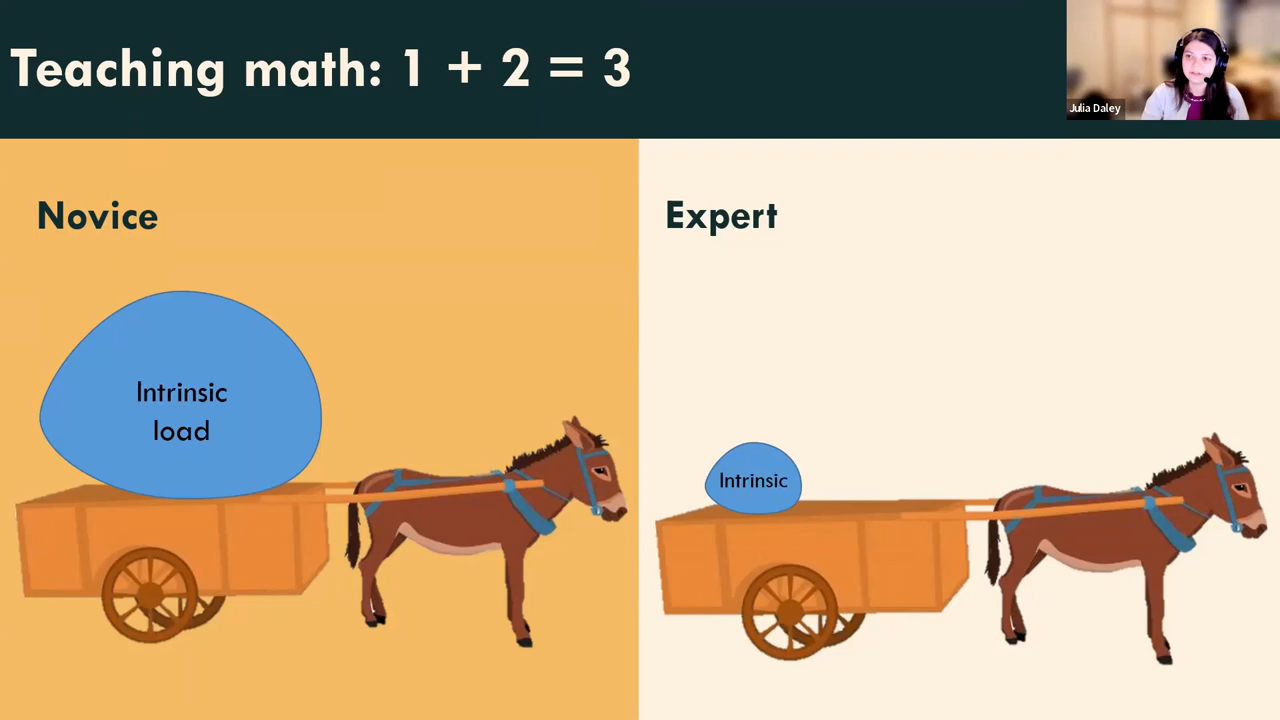 Teaching math: 1 + 2 = 3
Julia Daley
Novice
Expert
Intrinsic
load
Intrinsic